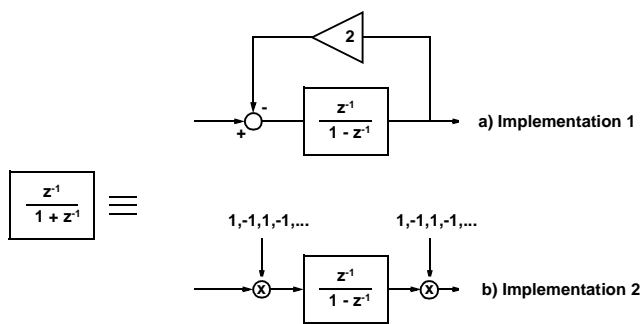 2
-
+
z-1
1 - z-1
a) Implementation 1
z-1
1 + z-1
1,-1,1,-1,...
1,-1,1,-1,...
x
z-1
1 - z-1
x
b) Implementation 2